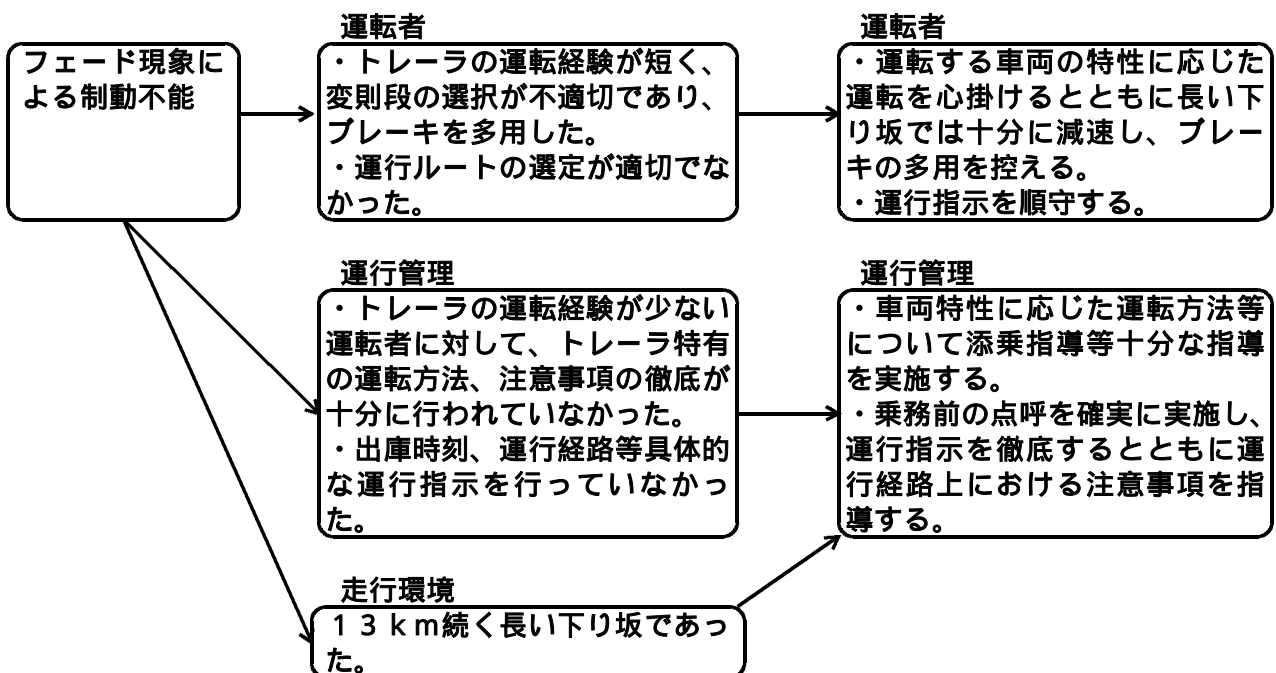 フェード現象に
よる制動不能
運転者
・トレーラの運転経験が短く、
変則段の選択が不適切であり、
ブレーキを多用した。
・運行ルートの選定が適切でな
かった。
運転者
・運転する車両の特性に応じた
運転を心掛けるとともに長い下
り坂では十分に減速し、ブレー
キの多用を控える。
・運行指示を順守する。
運行管理
・トレーラの運転経験が少ない
運転者に対して、トレーラ特有
の運転方法、注意事項の徹底が
十分に行われていなかった。
・出庫時刻、運行経路等具体的
な運行指示を行っていなかっ
た。
運行管理
・車両特性に応じた運転方法等
について添乗指導等十分な指導
を実施する。
・乗務前の点呼を確実に実施し、
運行指示を徹底するとともに運
行経路上における注意事項を指
導する。
走行環境
１３ｋｍ続く長い下り坂であっ
た。